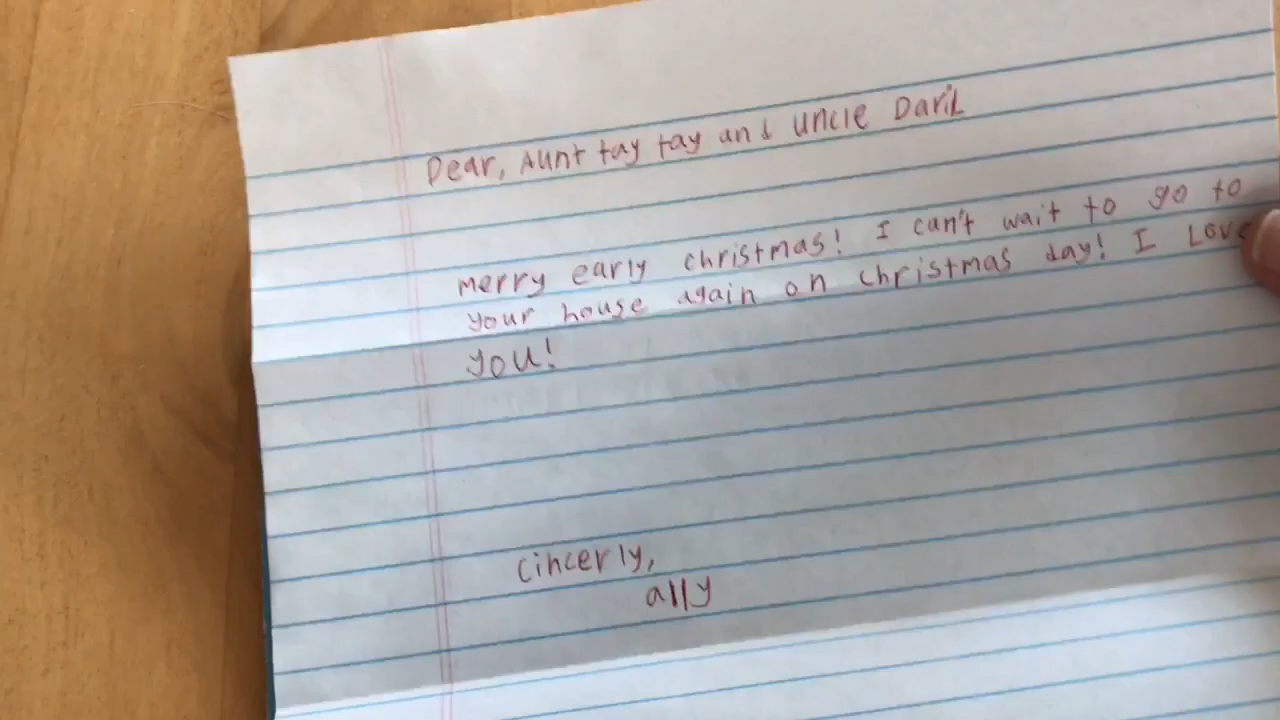 Dear, Aunt tay tay and uncle Daril
merry early christmas! I can't wait to go to
your house again on christmas day! I Love
you!
cincerly,
ally